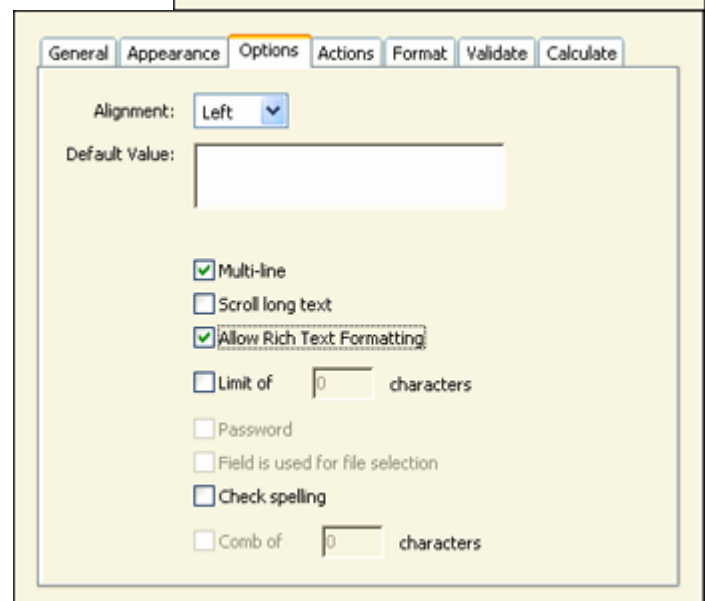 General Appearance Options Actions Format Validate Calculate
Alignment: Left
Default Value:
Multi-line
Scroll long text
Allow Rich Text Formatting
Limit of 0 characters
Password
Field is used for file selection
Check spelling
Comb of 0 characters